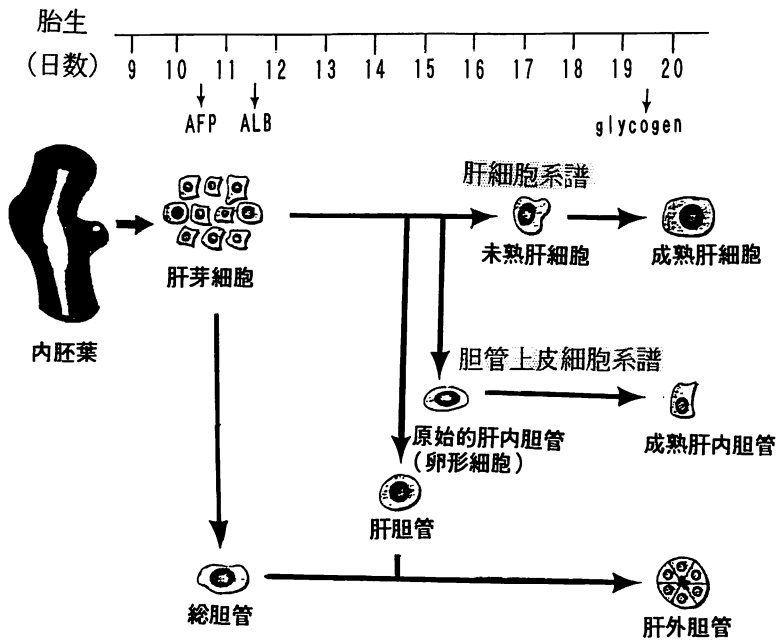 胎生
（日数）
9 10 11 12 13 14 15 16 17 18 19 20
AFP ALB
glycogen
肝細胞系譜
未熟肝細胞
成熟肝細胞
肝芽細胞
内胚葉
胆管上皮細胞系譜
原始的肝内胆管
（卵形細胞）
成熟肝内胆管
肝胆管
総胆管
肝外胆管